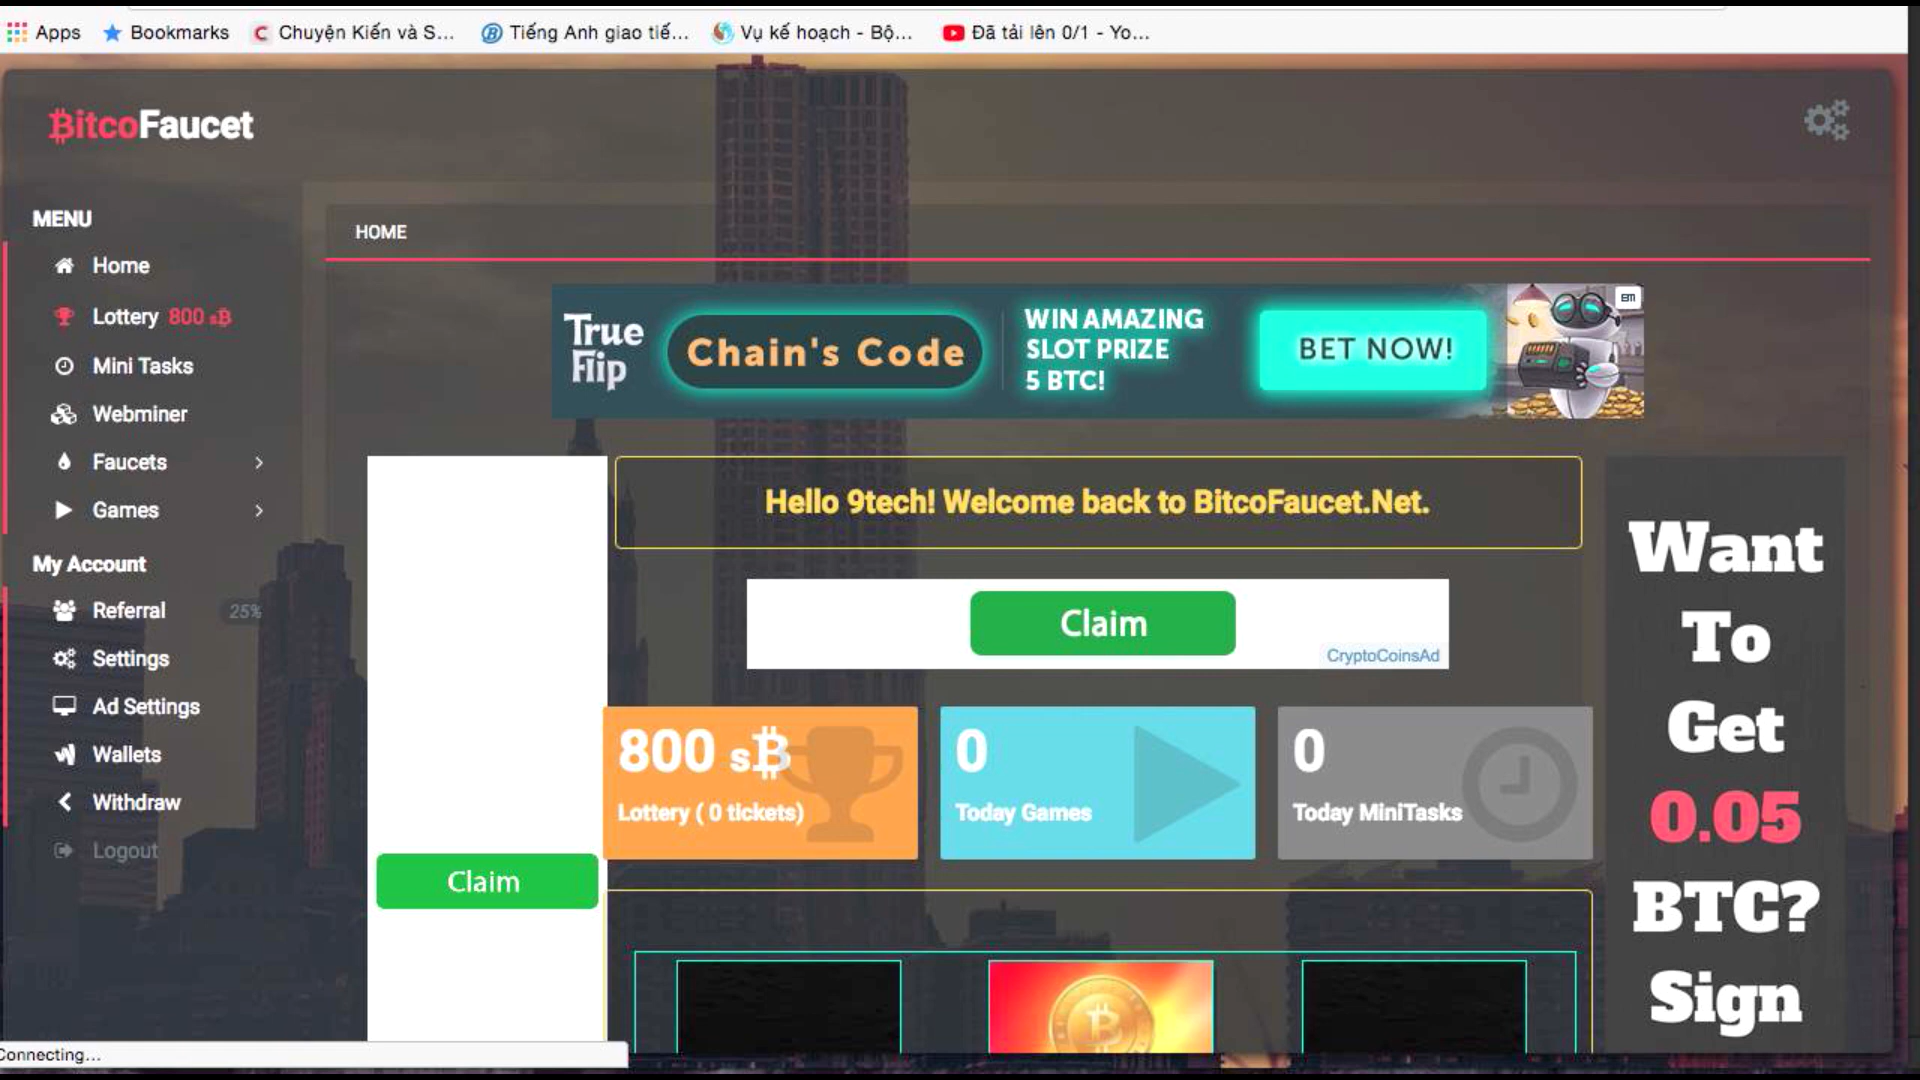 Apps Bookmarks Chuyện Kiến và S... Tiếng Anh giao tiế... Vụ kế hoạch - Bộ... Đã tải lên 0/1 - Yo...
BitcoFaucet
MENU
Home
Lottery 800 s₿
Mini Tasks
Webminer
Faucets
Games
My Account
Referral 25%
Settings
Ad Settings
Wallets
Withdraw
Logout
HOME
True
Flip
Chain's Code
WIN AMAZING
SLOT PRIZE
5 BTC!
BET NOW!
Hello 9tech! Welcome back to BitcoFaucet.Net.
Claim
CryptoCoinsAd
800 s₿
Lottery ( 0 tickets)
0
Today Games
0
Today MiniTasks
Claim
Want
To
Get
0.05
BTC?
Sign
Connecting...